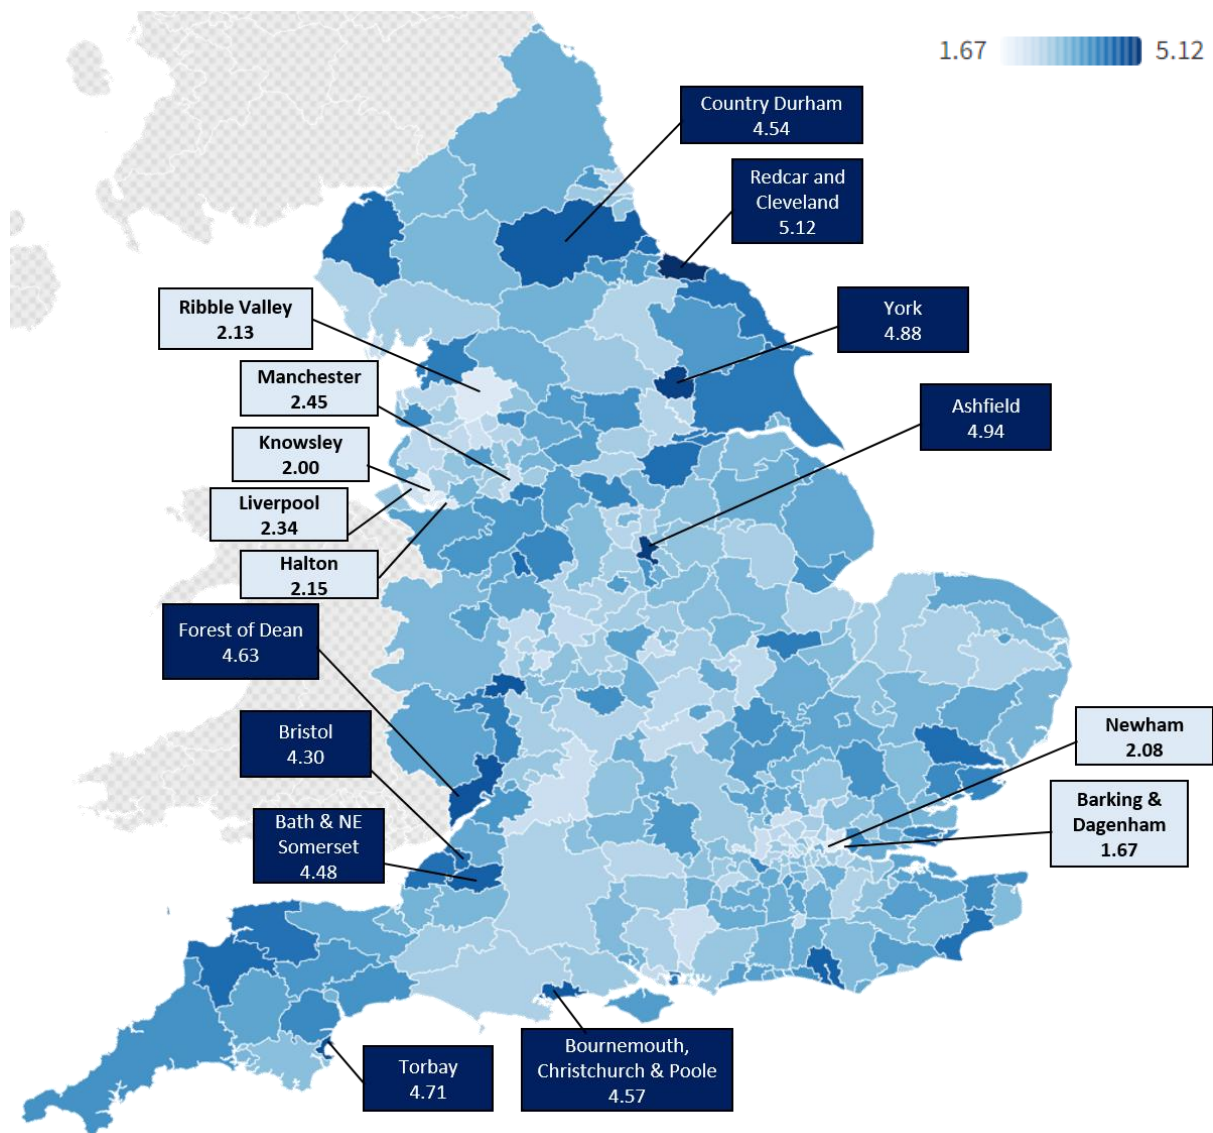 1.67
5.12
Country Durham
4.54
Redcar and
Cleveland
5.12
Ribble Valley
2.13
York
4.88
Manchester
2.45
Ashfield
4.94
Knowsley
2.00
Liverpool
2.34
Halton
2.15
Forest of Dean
4.63
Bristol
4.30
Newham
2.08
Barking &
Dagenham
1.67
Bath & NE
Somerset
4.48
Torbay
4.71
Bournemouth,
Christchurch & Poole
4.57